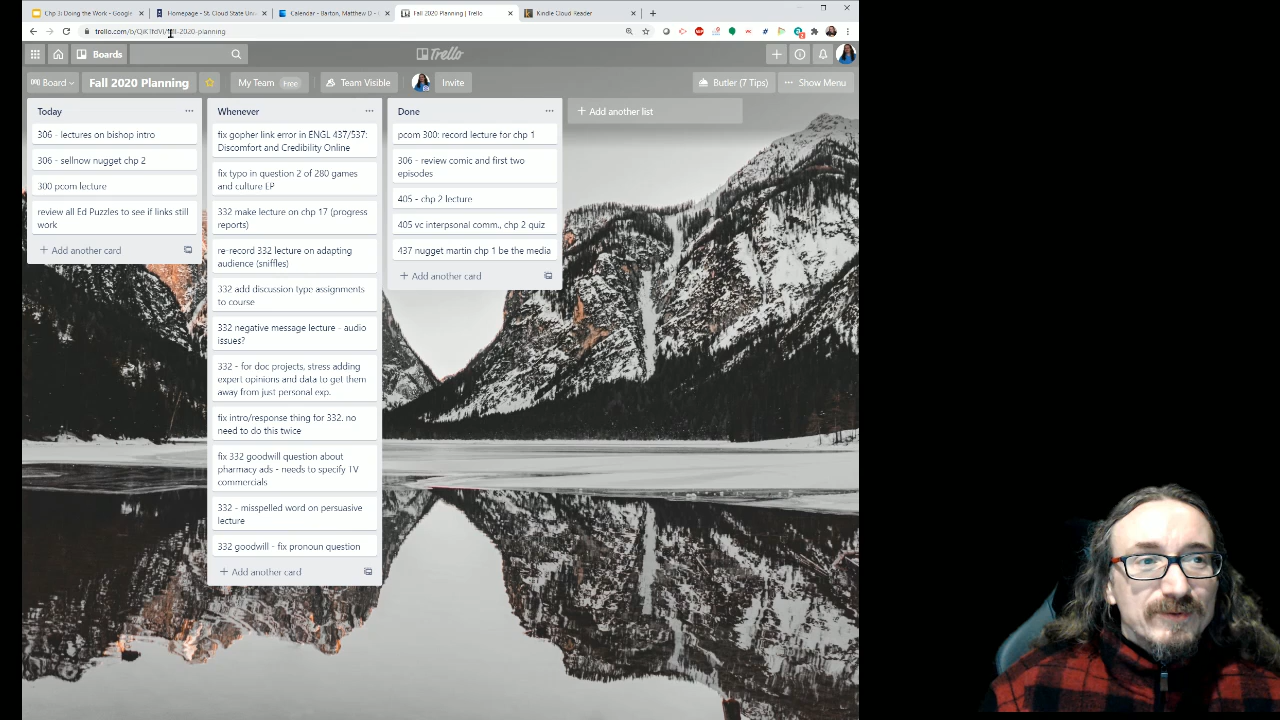 Chp 3: Doing the Work - Google
Homepage - St. Cloud State Uni
Calendar - Barton, Matthew D -
Fall 2020 Planning | Trello
Kindle Cloud Reader
fall-2020-planning
Boards
Trello
Board
Fall 2020 Planning
My Team
Free
Team Visible
Invite
Butler (7 Tips)
Show Menu
Today
306 - lectures on bishop intro
306 - sellnow nugget chp 2
300 pcom lecture
review all Ed Puzzles to see if links still
work
+ Add another card
Whenever
fix gopher link error in ENGL 437/537:
Discomfort and Credibility Online
fix typo in question 2 of 280 games
and culture EP
332 make lecture on chp 17 (progress
reports)
re-record 332 lecture on adapting
audience (sniffles)
332 add discussion type assignments
to course
332 negative message lecture - audio
issues?
332 - for doc projects, stress adding
expert opinions and data to get them
away from just personal exp.
fix intro/response thing for 332. no
need to do this twice
fix 332 goodwill question about
pharmacy ads - needs to specify TV
commercials
332 - misspelled word on persuasive
lecture
332 goodwill - fix pronoun question
+ Add another card
Done
pcom 300: record lecture for chp 1
306 - review comic and first two
episodes
405 - chp 2 lecture
405 vc interpsonal comm., chp 2 quiz
437 nugget martin chp 1 be the media
+ Add another card
+ Add another list